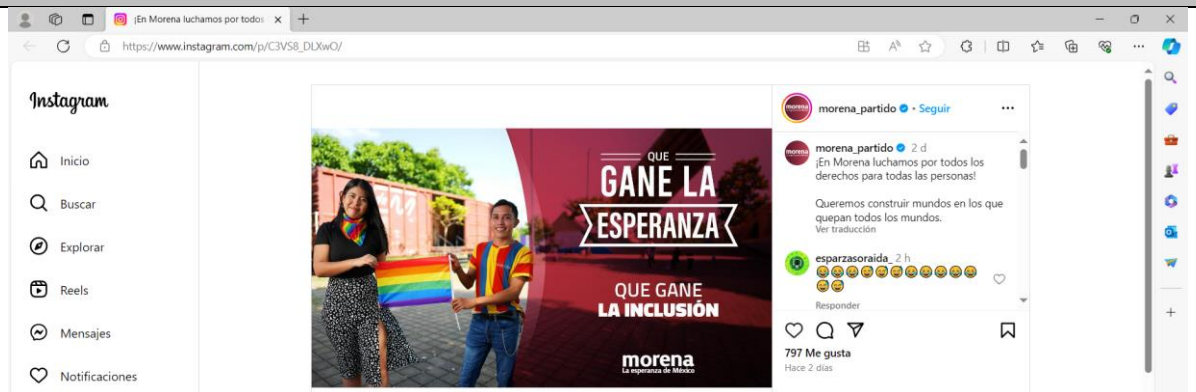 ¡En Morena luchamos por todos
https://www.instagram.com/p/C3VS8_DLXwO/
Instagram
Inicio
Buscar
Explorar
Reels
Mensajes
Notificaciones
QUE
GANE LA
ESPERANZA
QUE GANE
LA INCLUSIÓN
morena
La esperanza de México
morena_partido • Seguir
morena_partido 2 d
¡En Morena luchamos por todos los
derechos para todas las personas!
Queremos construir mundos en los que
quepan todos los mundos.
Ver traducción
esparzasoraida_ 2 h
Responder
797 Me gusta
Hace 2 días